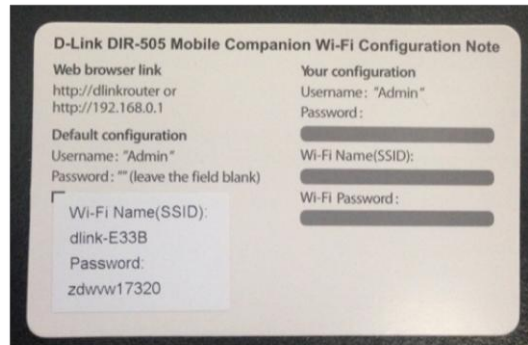 D-Link DIR-505 Mobile Companion Wi-Fi Configuration Note
Web browser link
http://dlinkrouter or
http://192.168.0.1
Default configuration
Username: "Admin"
Password: "" (leave the field blank)
Wi-Fi Name(SSID):
dlink-E33B
Password:
zdwvw17320
Your configuration
Username: "Admin"
Password:
Wi-Fi Name(SSID):
Wi-Fi Password: